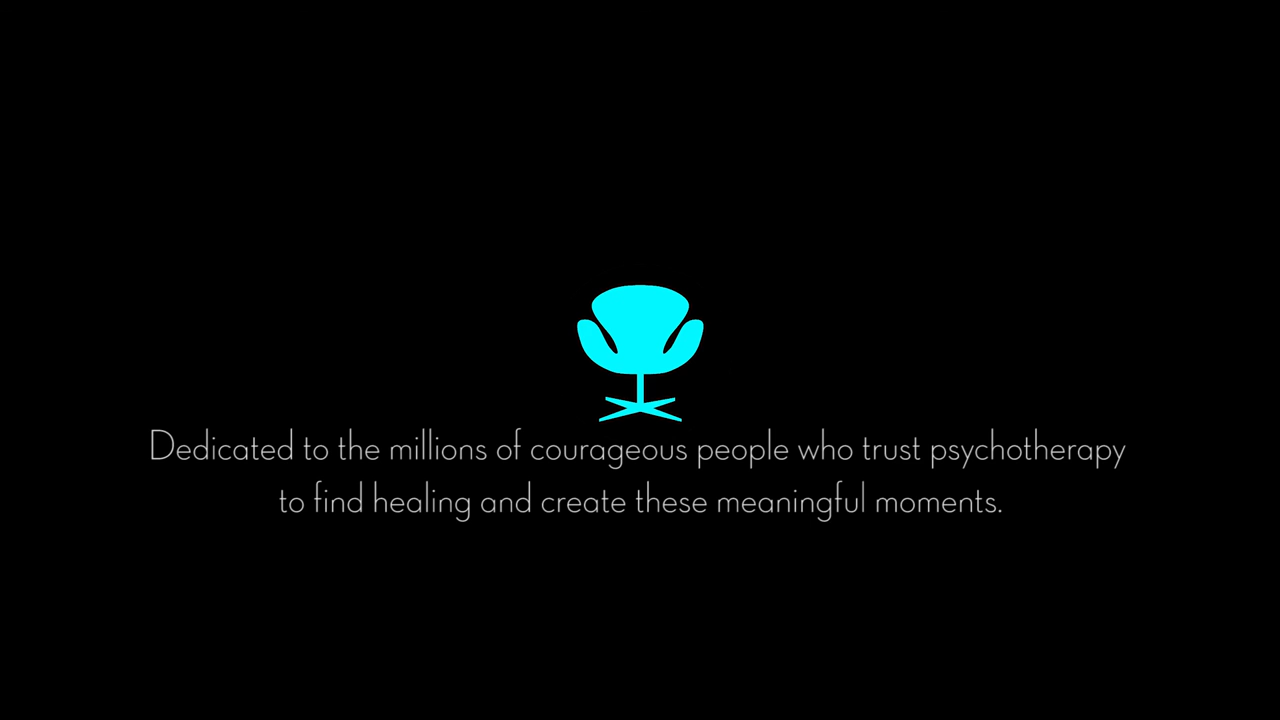 Dedicated to the millions of courageous people who trust psychotherapy
to find healing and create these meaningful moments.